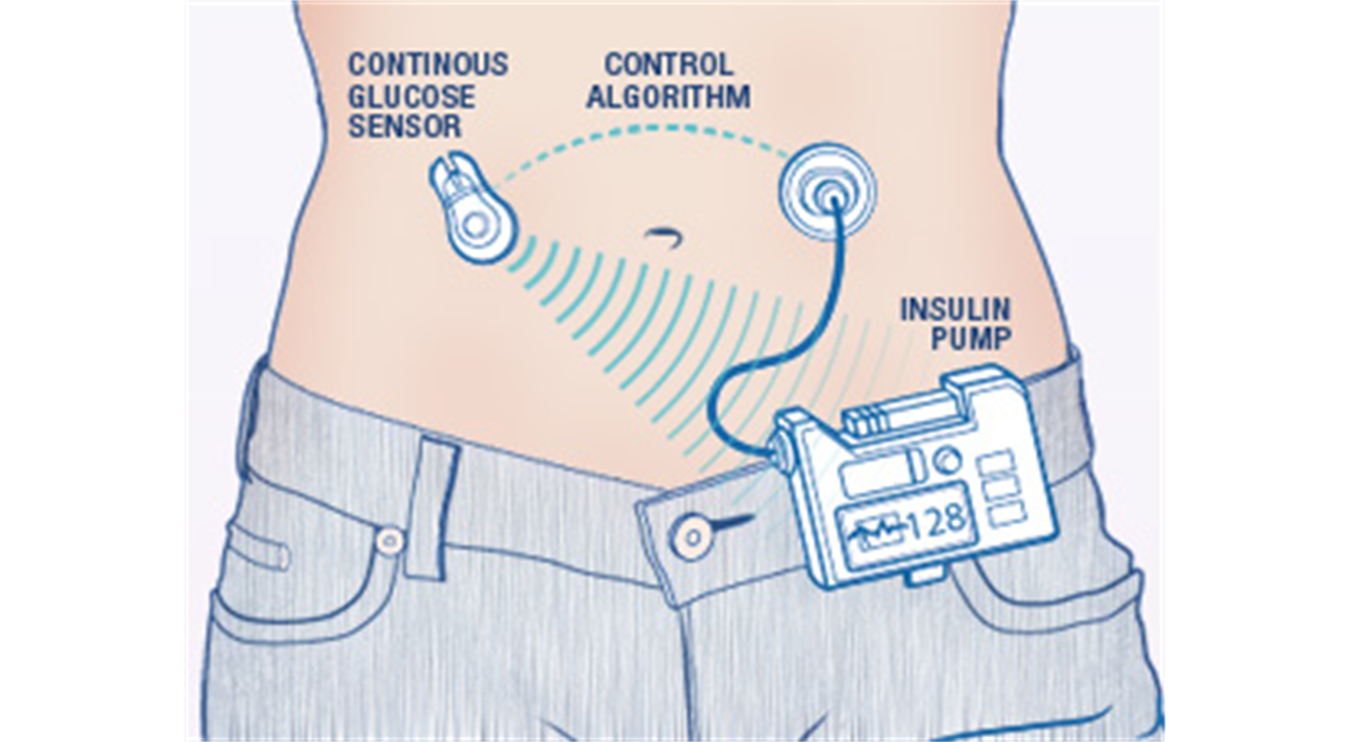 CONTINOUS
GLUCOSE
SENSOR
CONTROL
ALGORITHM
INSULIN
PUMP
128